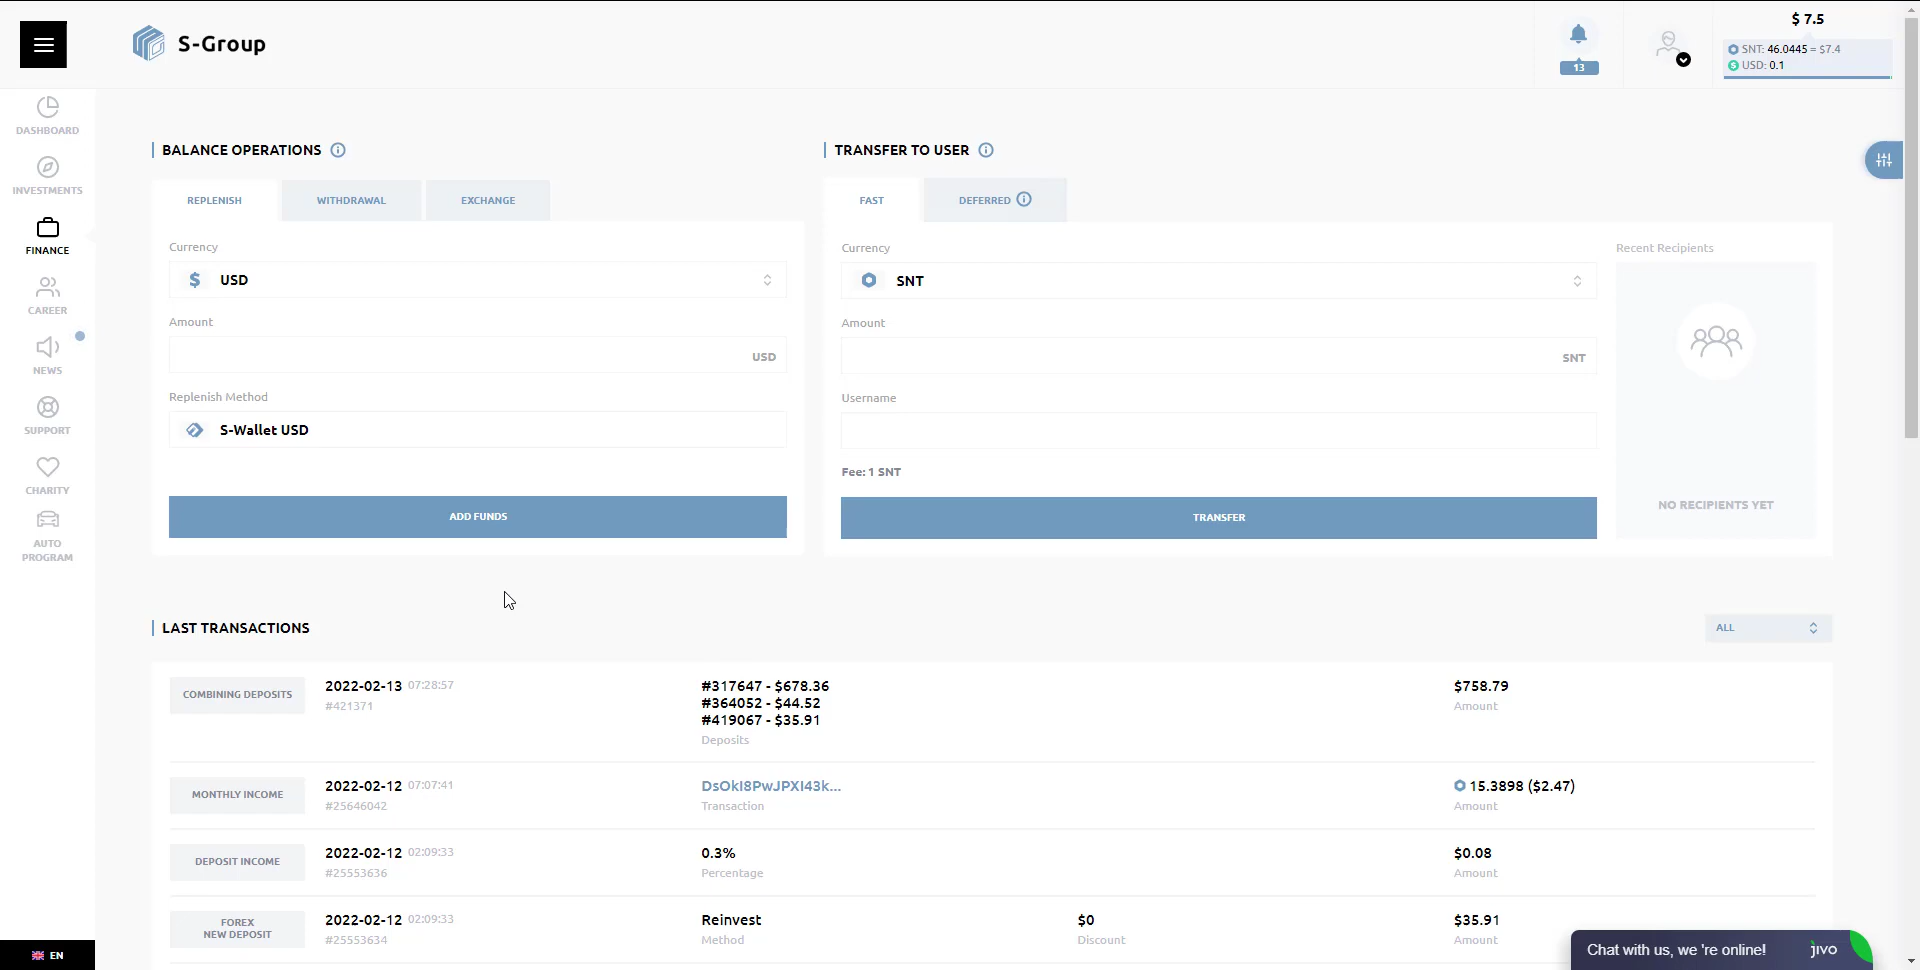 S-Group
13
$ 7.5
SNT: 46.0445 = $7.4
USD: 0.1
DASHBOARD
INVESTMENTS
FINANCE
CAREER
NEWS
SUPPORT
CHARITY
AUTO
PROGRAM
EN
BALANCE OPERATIONS
REPLENISH
WITHDRAWAL
EXCHANGE
Currency
$ USD
Amount
USD
Replenish Method
S-Wallet USD
ADD FUNDS
TRANSFER TO USER
FAST
DEFERRED
Currency
SNT
Amount
SNT
Username
Fee: 1 SNT
TRANSFER
Recent Recipients
NO RECIPIENTS YET
LAST TRANSACTIONS
ALL
COMBINING DEPOSITS
2022-02-13 07:28:57
#421371
#317647 - $678.36
#364052 - $44.52
#419067 - $35.91
Deposits
$758.79
Amount
MONTHLY INCOME
2022-02-12 07:07:41
#25646042
DsOkI8PwJPXI43k...
Transaction
15.3898 ($2.47)
Amount
DEPOSIT INCOME
2022-02-12 02:09:33
#25553636
0.3%
Percentage
$0.08
Amount
FOREX
NEW DEPOSIT
2022-02-12 02:09:33
#25553634
Reinvest
Method
$0
Discount
$35.91
Amount
Chat with us, we 're online!
jivo